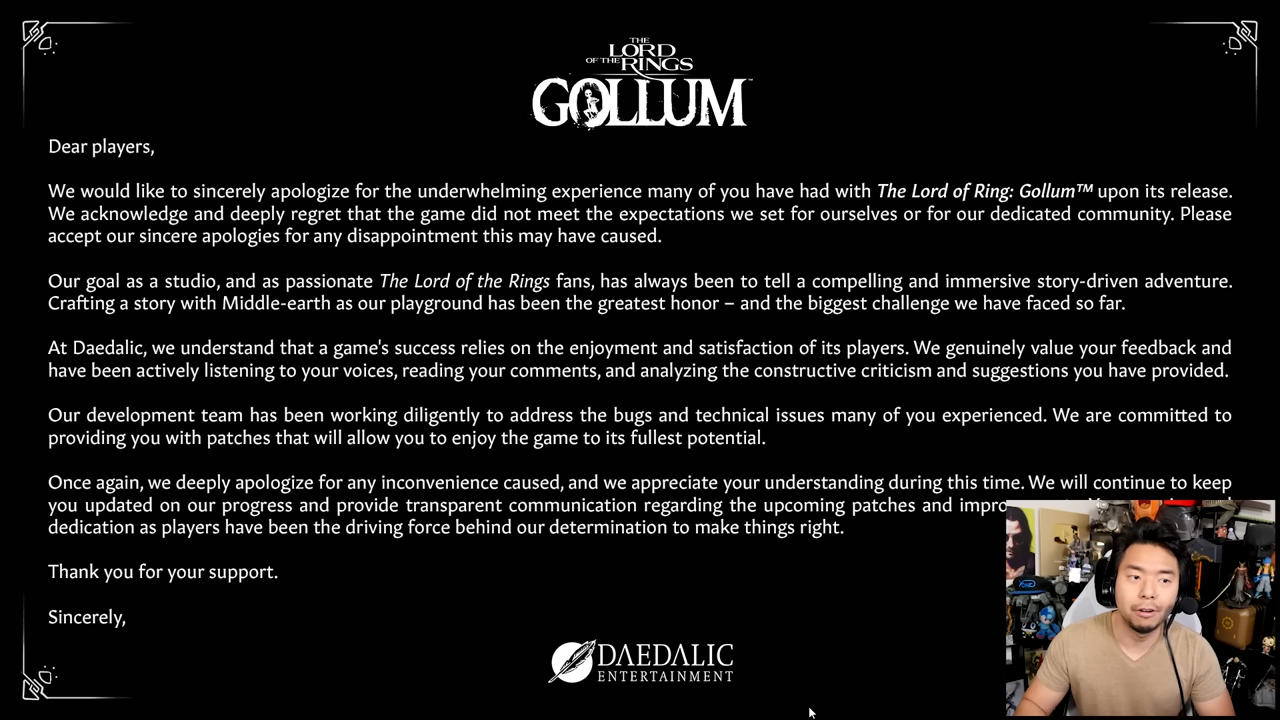 THE
LORD
OF THE RINGS
GOLLUM™
Dear players,
We would like to sincerely apologize for the underwhelming experience many of you have had with The Lord of Ring: Gollum™ upon its release.
We acknowledge and deeply regret that the game did not meet the expectations we set for ourselves or for our dedicated community. Please
accept our sincere apologies for any disappointment this may have caused.
Our goal as a studio, and as passionate The Lord of the Rings fans, has always been to tell a compelling and immersive story-driven adventure.
Crafting a story with Middle-earth as our playground has been the greatest honor – and the biggest challenge we have faced so far.
At Daedalic, we understand that a game's success relies on the enjoyment and satisfaction of its players. We genuinely value your feedback and
have been actively listening to your voices, reading your comments, and analyzing the constructive criticism and suggestions you have provided.
Our development team has been working diligently to address the bugs and technical issues many of you experienced. We are committed to
providing you with patches that will allow you to enjoy the game to its fullest potential.
Once again, we deeply apologize for any inconvenience caused, and we appreciate your understanding during this time. We will continue to keep
you updated on our progress and provide transparent communication regarding the upcoming patches and
dedication as players have been the driving force behind our determination to make things right.
Thank you for your support.
Sincerely,
DAEDALIC
ENTERTAINMENT